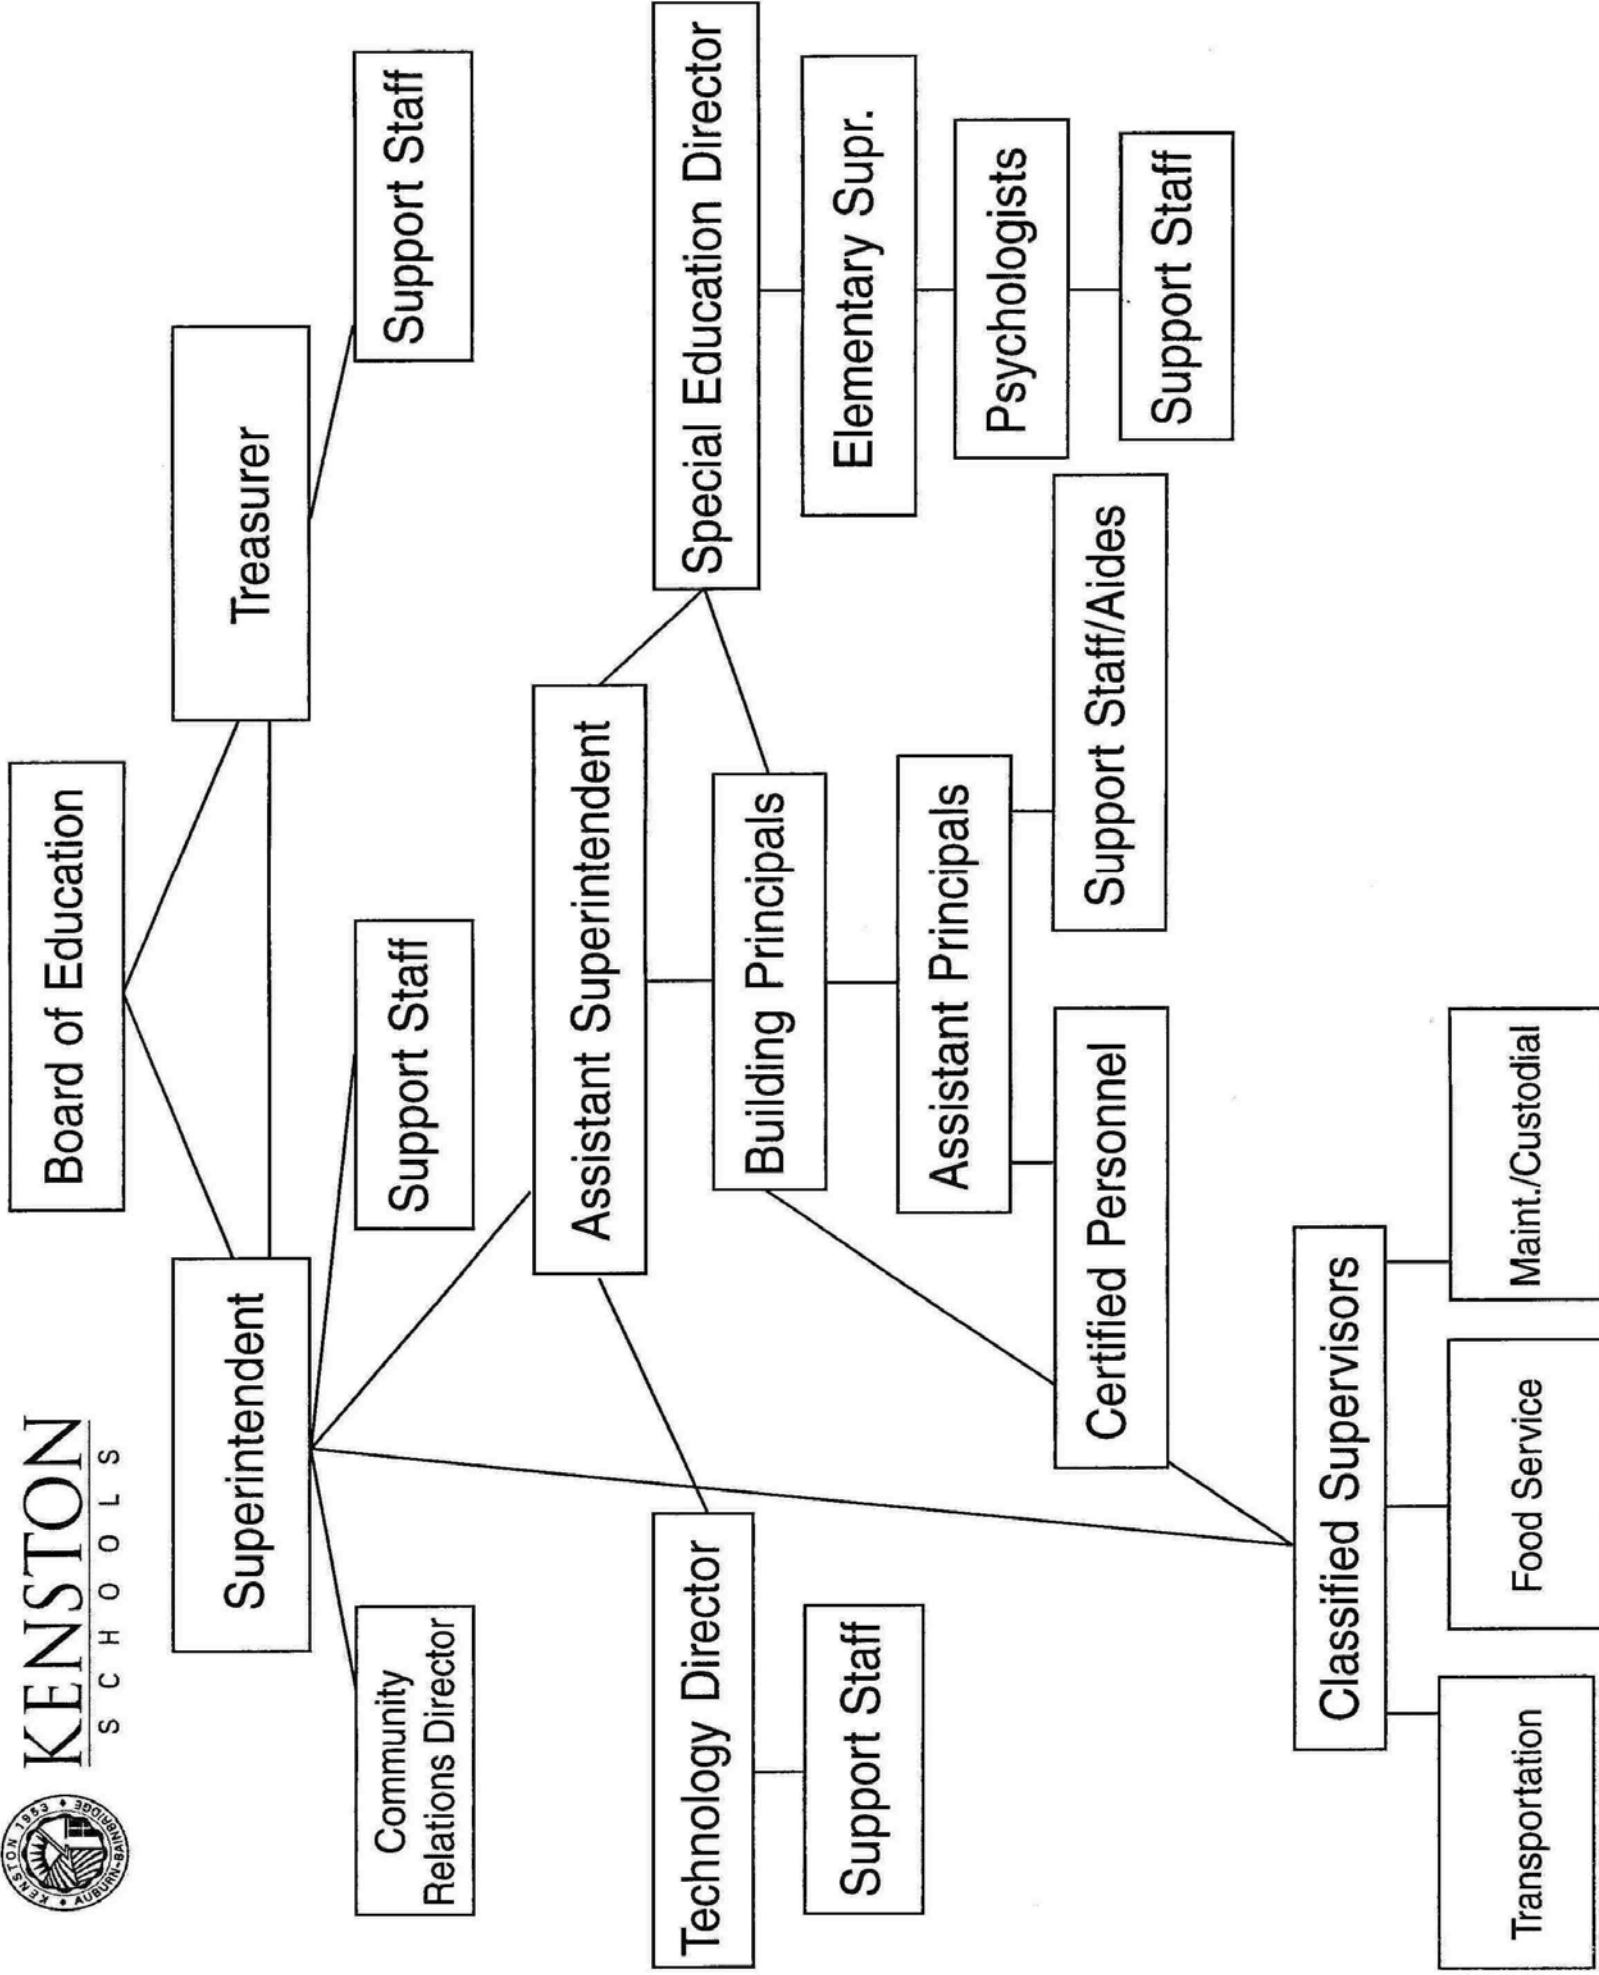 KENSTON 1953
AUBURN-BAINBRIDGE
KENSTON
SCHOOLS
Board of Education
Superintendent
Treasurer
Community
Relations Director
Support Staff
Support Staff
Assistant Superintendent
Technology Director
Special Education Director
Building Principals
Support Staff
Elementary Supr.
Assistant Principals
Psychologists
Certified Personnel
Support Staff/Aides
Support Staff
Classified Supervisors
Transportation
Food Service
Maint./Custodial